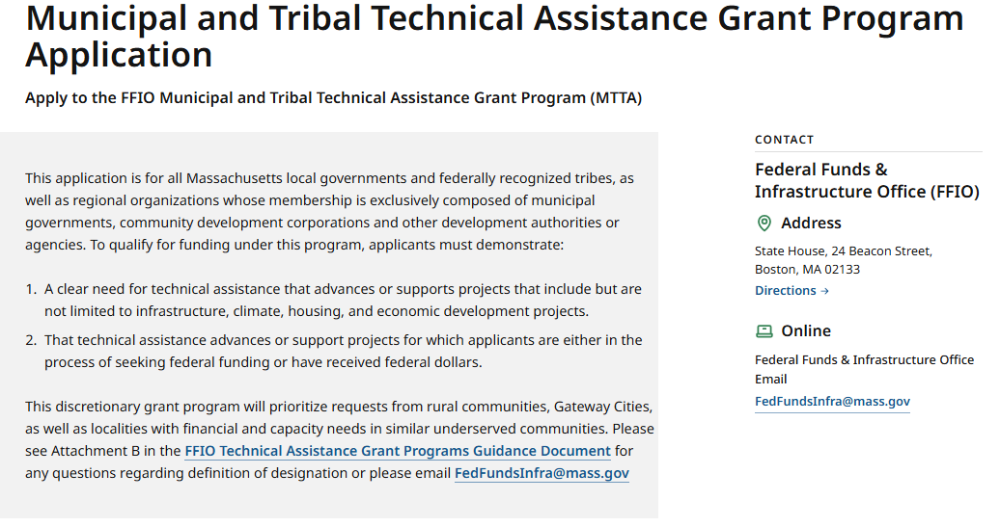 Municipal and Tribal Technical Assistance Grant Program
Application
Apply to the FFIO Municipal and Tribal Technical Assistance Grant Program (MTTA)
This application is for all Massachusetts local governments and federally recognized tribes, as
well as regional organizations whose membership is exclusively composed of municipal
governments, community development corporations and other development authorities or
agencies. To qualify for funding under this program, applicants must demonstrate:
1. A clear need for technical assistance that advances or supports projects that include but are
not limited to infrastructure, climate, housing, and economic development projects.
2. That technical assistance advances or support projects for which applicants are either in the
process of seeking federal funding or have received federal dollars.
This discretionary grant program will prioritize requests from rural communities, Gateway Cities,
as well as localities with financial and capacity needs in similar underserved communities. Please
see Attachment B in the FFIO Technical Assistance Grant Programs Guidance Document for
any questions regarding definition of designation or please email FedFundsInfra@mass.gov
CONTACT
Federal Funds &
Infrastructure Office (FFIO)
Address
State House, 24 Beacon Street,
Boston, MA 02133
Directions →
Online
Federal Funds & Infrastructure Office
Email
FedFundsInfra@mass.gov